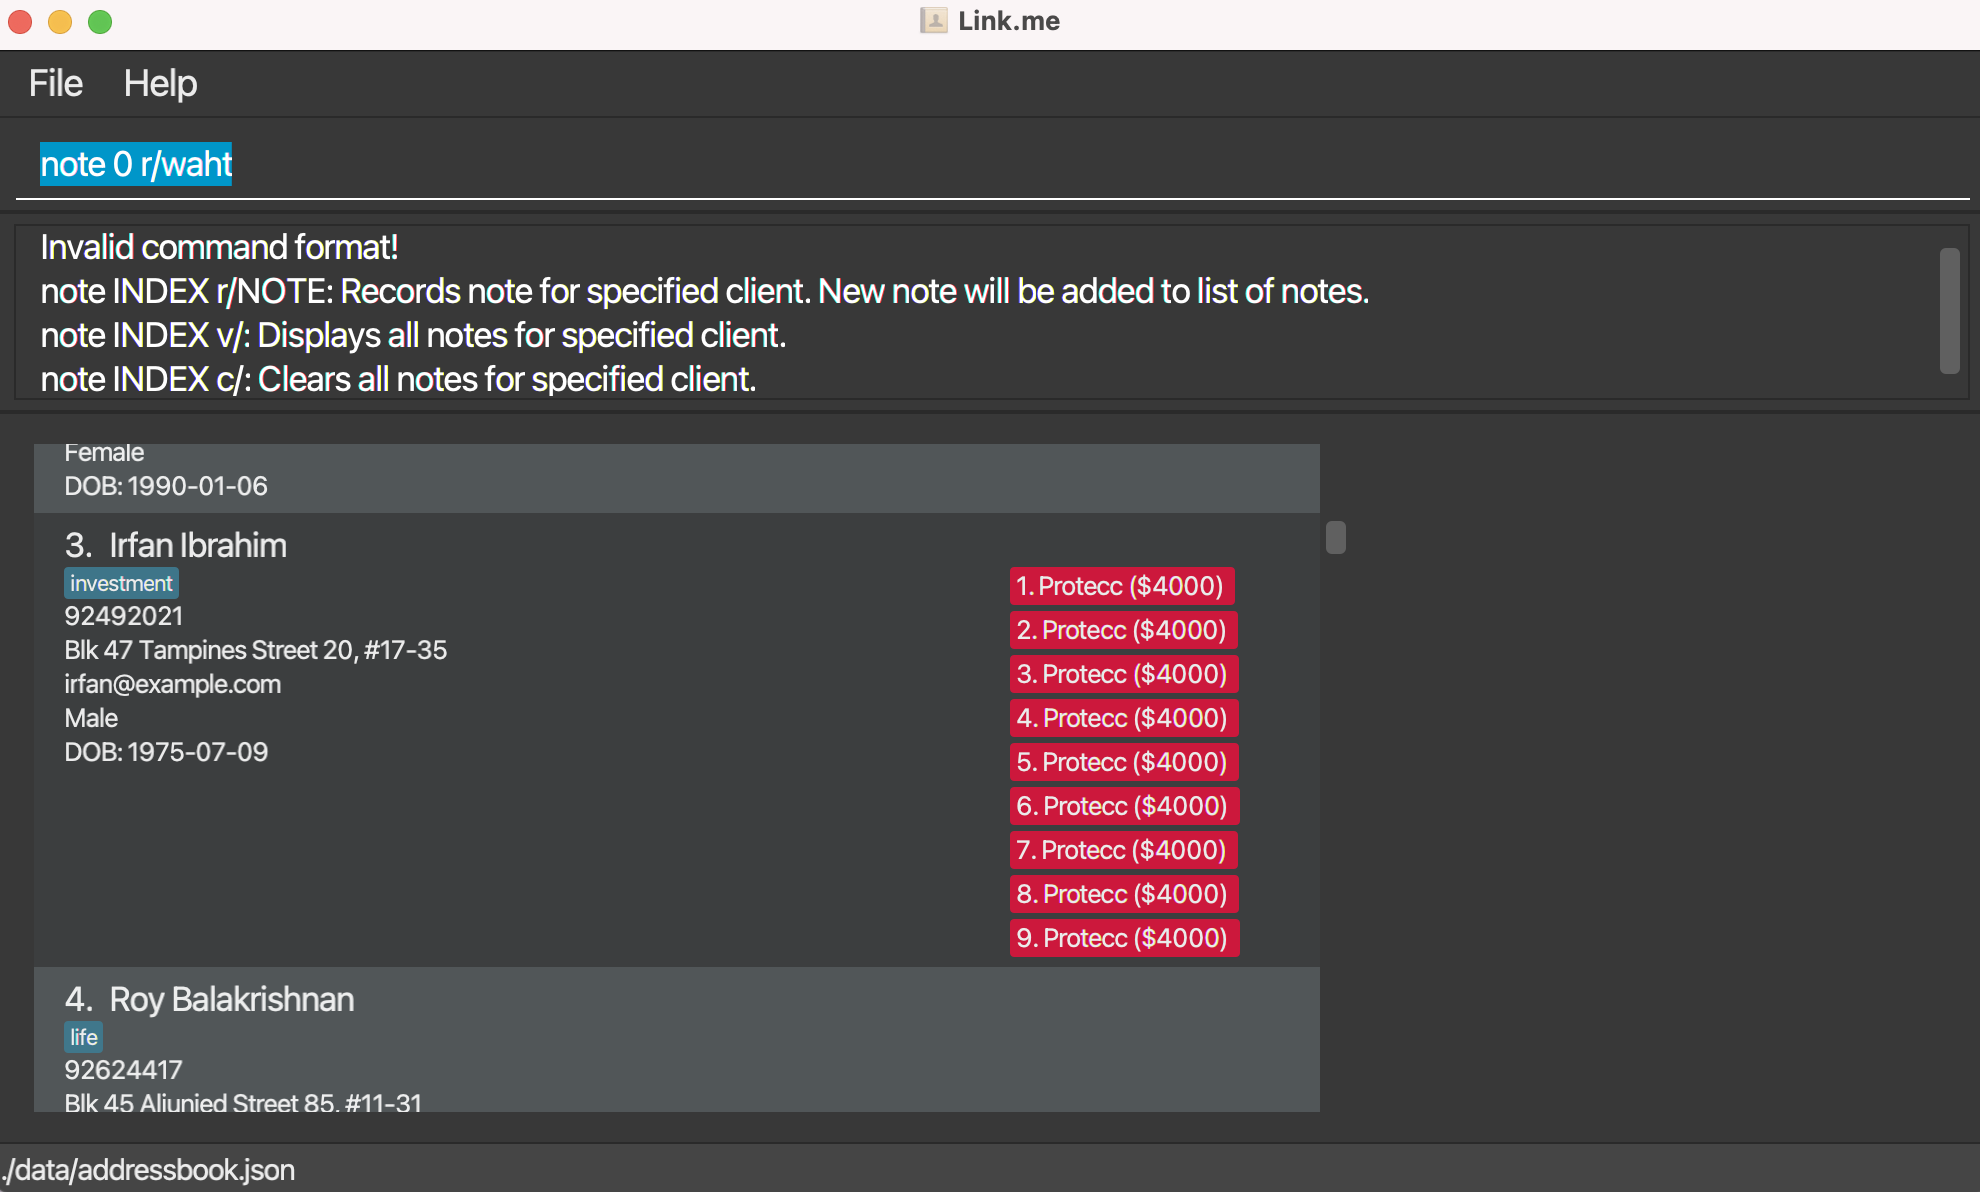 Link.me
File Help
note 0 r/waht
Invalid command format!
note INDEX r/NOTE: Records note for specified client. New note will be added to list of notes.
note INDEX v/: Displays all notes for specified client.
note INDEX c/: Clears all notes for specified client.
Female
DOB: 1990-01-06
3. Irfan Ibrahim
investment
92492021
Blk 47 Tampines Street 20, #17-35
irfan@example.com
Male
DOB: 1975-07-09
1. Protecc ($4000)
2. Protecc ($4000)
3. Protecc ($4000)
4. Protecc ($4000)
5. Protecc ($4000)
6. Protecc ($4000)
7. Protecc ($4000)
8. Protecc ($4000)
9. Protecc ($4000)
4. Roy Balakrishnan
life
92624417
Blk 45 Aljunied Street 85, #11-31
./data/addressbook.json